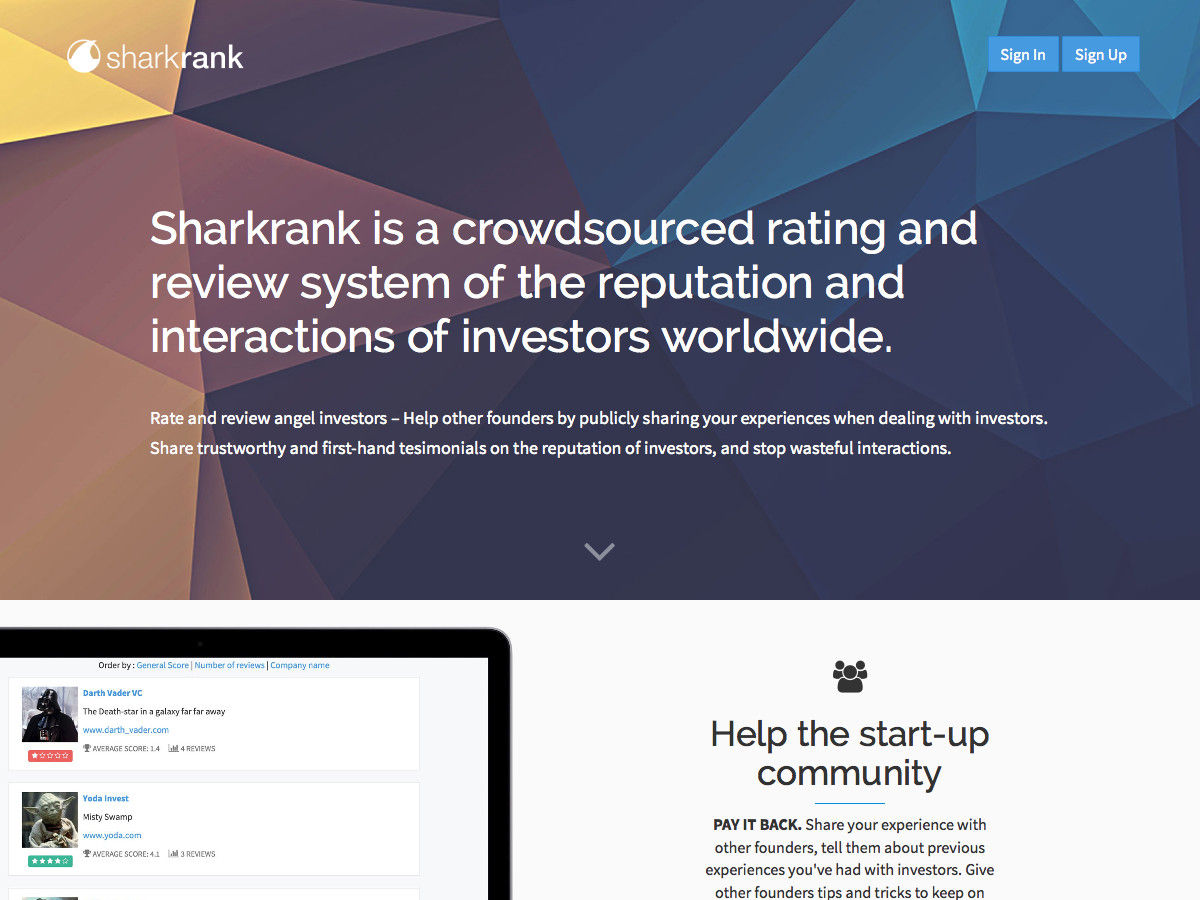 sharkrank
Sign In
Sign Up
Sharkrank is a crowdsourced rating and
review system of the reputation and
interactions of investors worldwide.
Rate and review angel investors – Help other founders by publicly sharing your experiences when dealing with investors.
Share trustworthy and first-hand tesimonials on the reputation of investors, and stop wasteful interactions.
Order by : General Score | Number of reviews | Company name
Darth Vader VC
The Death-star in a galaxy far far away
www.darth_vader.com
AVERAGE SCORE: 1.4 4 REVIEWS
Yoda Invest
Misty Swamp
www.yoda.com
AVERAGE SCORE: 4.1 3 REVIEWS
Help the start-up
community
PAY IT BACK. Share your experience with
other founders, tell them about previous
experiences you've had with investors. Give
other founders tips and tricks to keep on